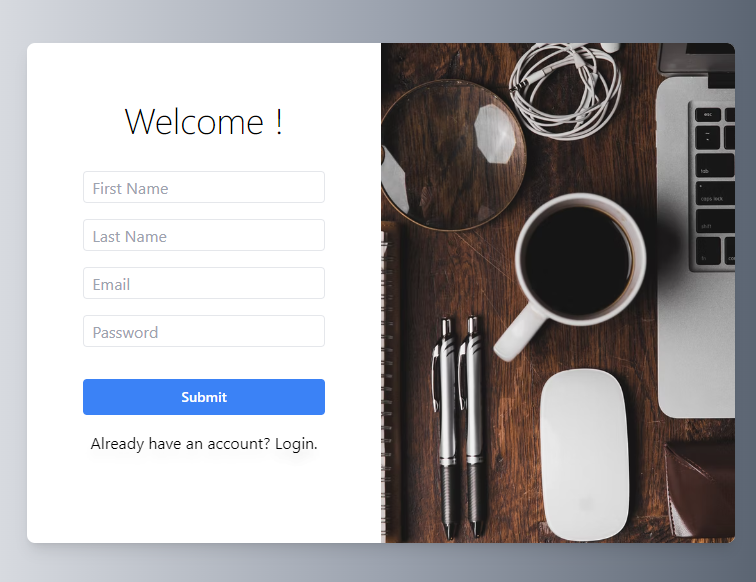 Welcome !
First Name
Last Name
Email
Password
Submit
Already have an account? Login.
esc
tab
caps lock
shift
fn